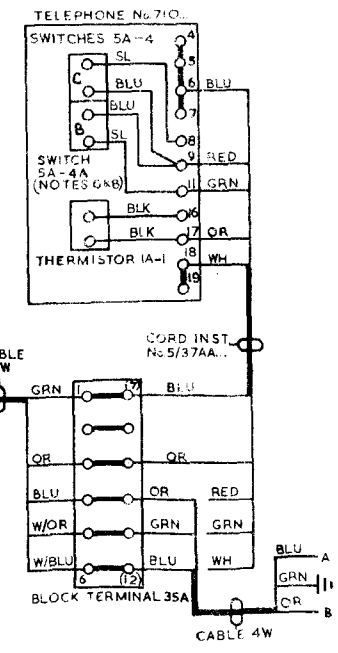 TELEPHONE No.710..
SWITCHES 5A-4
4
SL
5
C
BLU
6
BLU
BLU
7
B
8
SL
9
RED
SWITCH
5A-4A
(NOTES 6&8)
11
GRN
BLK
16
BLK
17
OR
18
WH
THERMISTOR 1A-1
19
CORD INST.
No.5/37AA...
BLE
W
GRN
1
(7)
BLU
OR
OR
BLU
OR
RED
W/OR
GRN
GRN
W/BLU
BLU
WH
6
(12)
BLOCK TERMINAL 35A
BLU
A
GRN
OR
B
CABLE 4W